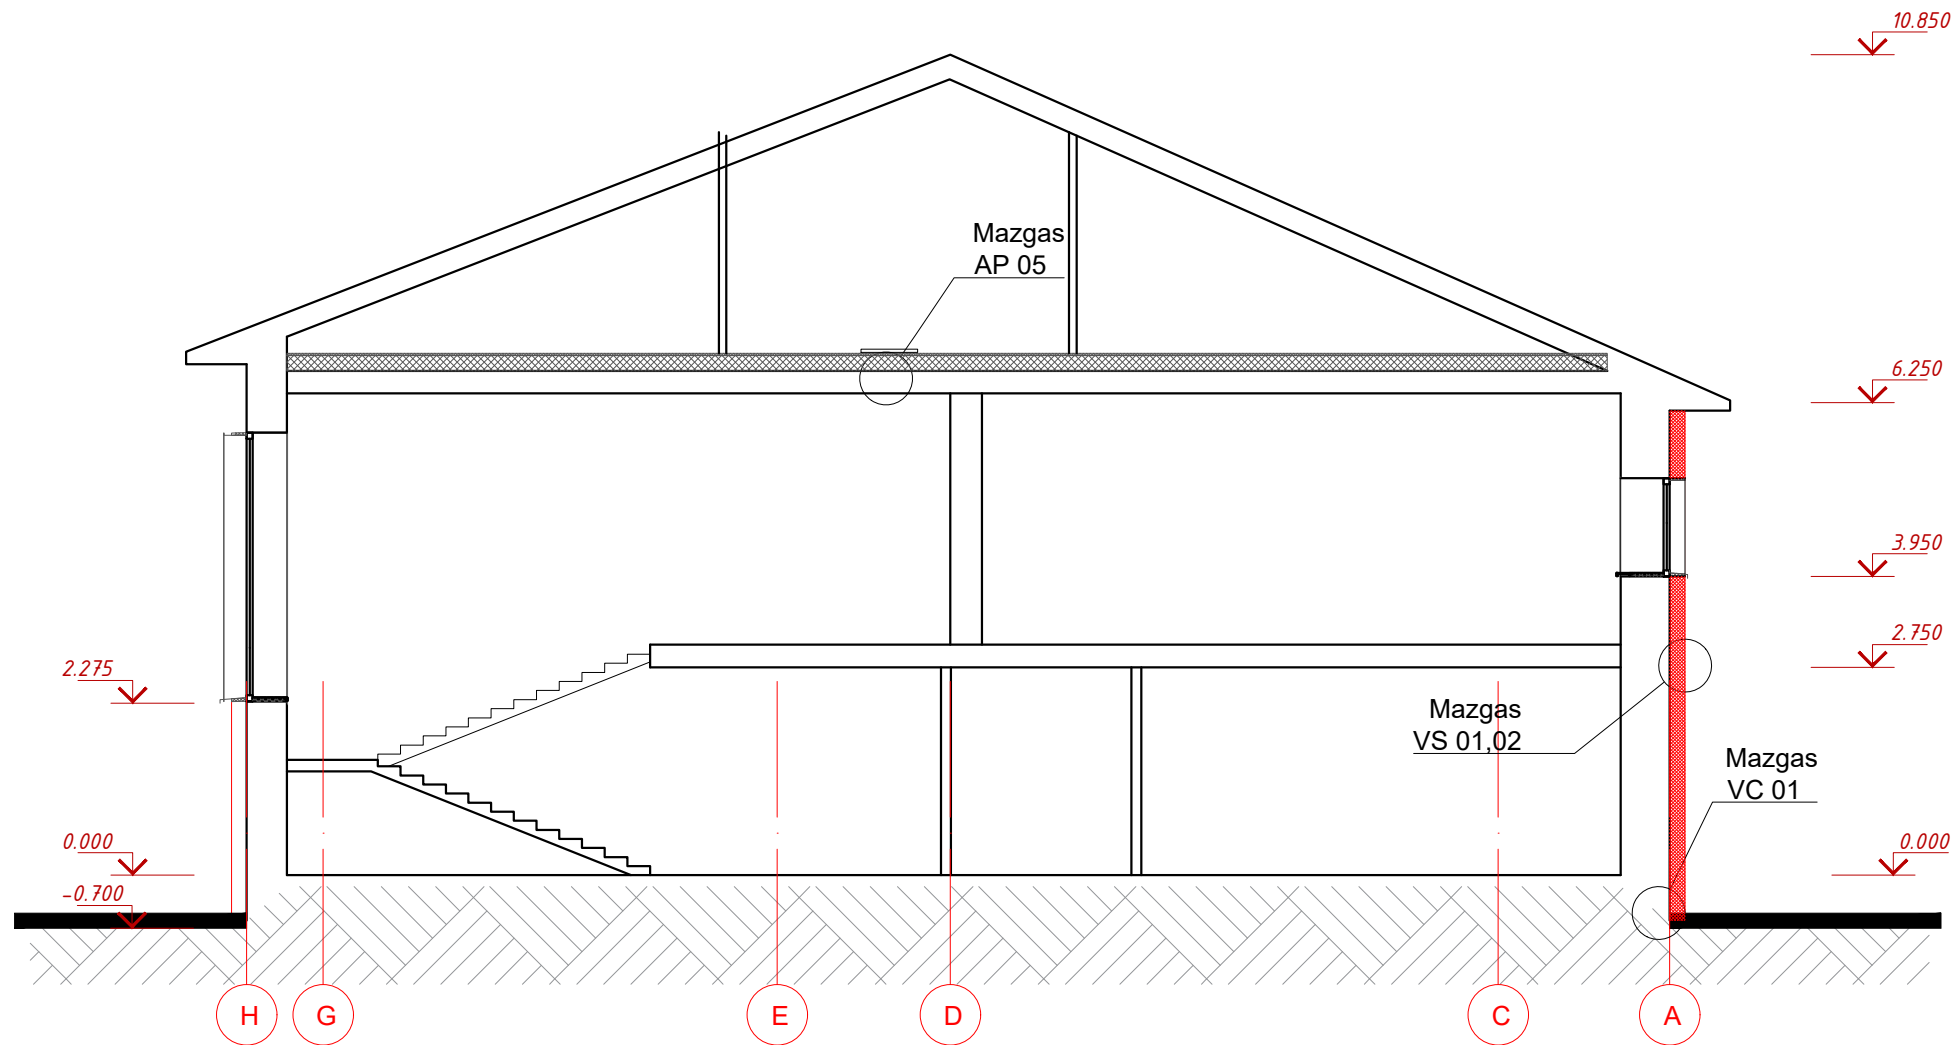 10.850
Mazgas
AP 05
6.250
3.950
2.750
2.275
Mazgas
VS 01,02
Mazgas
VC 01
0.000
0.000
-0.700
H
G
E
D
C
A